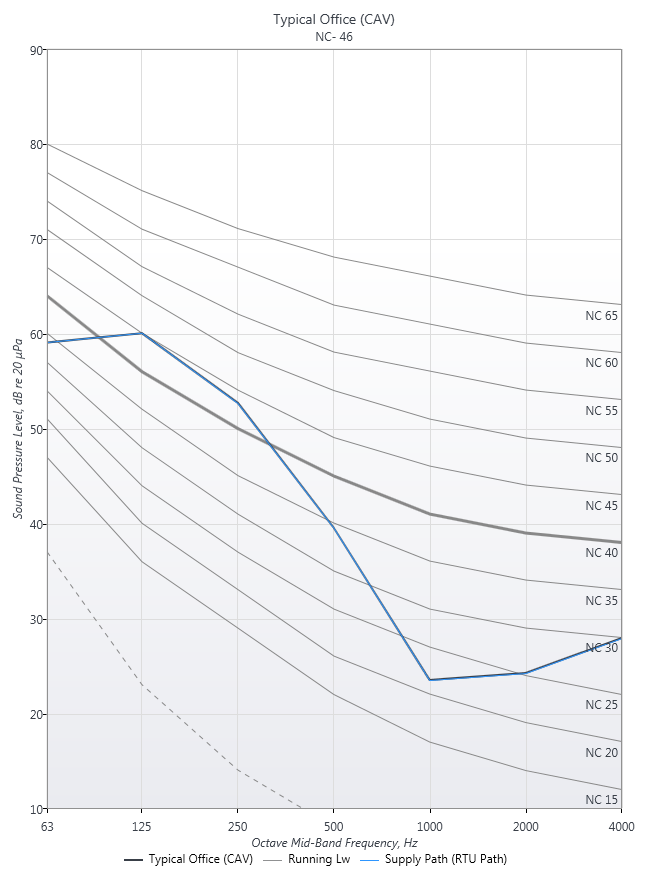 Typical Office (CAV)
NC- 46
90
80
70
60
50
40
30
20
10
Sound Pressure Level, dB re 20 µPa
NC 65
NC 60
NC 55
NC 50
NC 45
NC 40
NC 35
NC 30
NC 25
NC 20
NC 15
63 125 250 500 1000 2000 4000
Octave Mid-Band Frequency, Hz
Typical Office (CAV) Running Lw Supply Path (RTU Path)